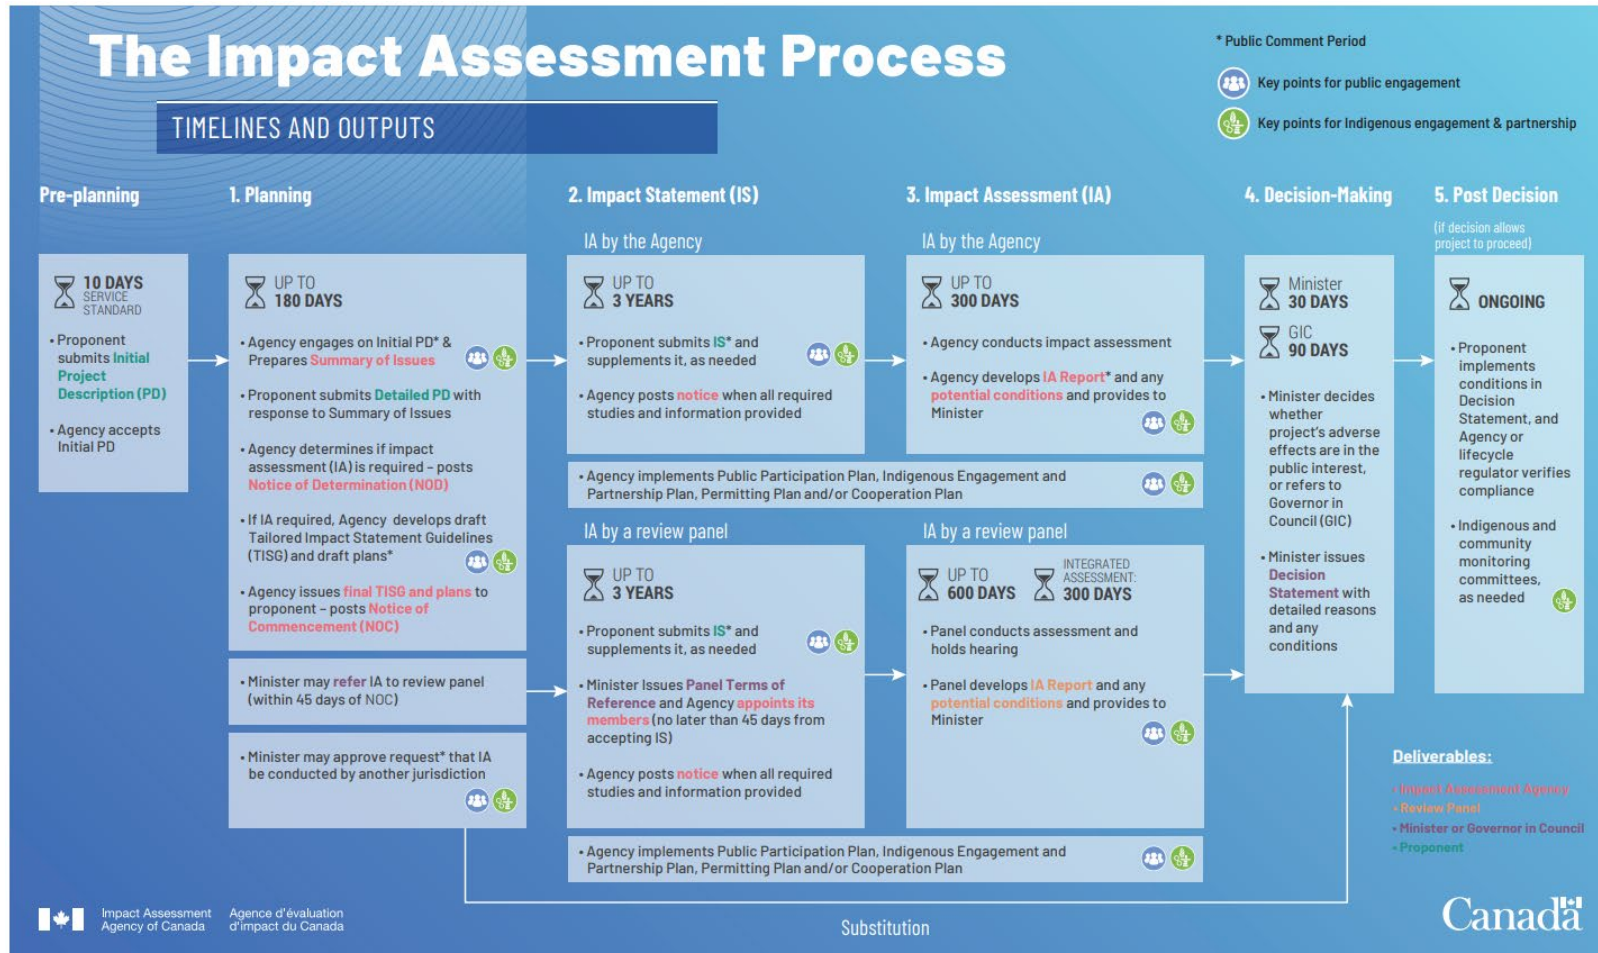 The Impact Assessment Process
TIMELINES AND OUTPUTS
* Public Comment Period
Key points for public engagement
Key points for Indigenous engagement & partnership
Pre-planning
10 DAYS
SERVICE
STANDARD
• Proponent
submits Initial
Project
Description (PD)
• Agency accepts
Initial PD
1. Planning
UP TO
180 DAYS
• Agency engages on Initial PD* &
Prepares Summary of Issues
• Proponent submits Detailed PD with
response to Summary of Issues
• Agency determines if impact
assessment (IA) is required – posts
Notice of Determination (NOD)
• If IA required, Agency develops draft
Tailored Impact Statement Guidelines
(TISG) and draft plans*
• Agency issues final TISG and plans to
proponent – posts Notice of
Commencement (NOC)
• Minister may refer IA to review panel
(within 45 days of NOC)
• Minister may approve request* that IA
be conducted by another jurisdiction
2. Impact Statement (IS)
IA by the Agency
UP TO
3 YEARS
• Proponent submits IS* and
supplements it, as needed
• Agency posts notice when all required
studies and information provided
3. Impact Assessment (IA)
IA by the Agency
UP TO
300 DAYS
• Agency conducts impact assessment
• Agency develops IA Report* and any
potential conditions and provides to
Minister
• Agency implements Public Participation Plan, Indigenous Engagement and
Partnership Plan, Permitting Plan and/or Cooperation Plan
IA by a review panel
UP TO
3 YEARS
• Proponent submits IS* and
supplements it, as needed
• Minister Issues Panel Terms of
Reference and Agency appoints its
members (no later than 45 days from
accepting IS)
• Agency posts notice when all required
studies and information provided
IA by a review panel
UP TO
600 DAYS
INTEGRATED
ASSESSMENT:
300 DAYS
• Panel conducts assessment and
holds hearing
• Panel develops IA Report and any
potential conditions and provides to
Minister
• Agency implements Public Participation Plan, Indigenous Engagement and
Partnership Plan, Permitting Plan and/or Cooperation Plan
4. Decision-Making
Minister
30 DAYS
GIC
90 DAYS
• Minister decides
whether
project's adverse
effects are in the
public interest,
or refers to
Governor in
Council (GIC)
• Minister issues
Decision
Statement with
detailed reasons
and any
conditions
5. Post Decision
(if decision allows
project to proceed)
ONGOING
• Proponent
implements
conditions in
Decision
Statement, and
Agency or
lifecycle
regulator verifies
compliance
• Indigenous and
community
monitoring
committees,
as needed
Deliverables:
• Impact Assessment Agency
• Review Panel
• Minister or Governor in Council
• Proponent
Substitution
Impact Assessment
Agency of Canada
Agence d'évaluation
d'impact du Canada
Canada